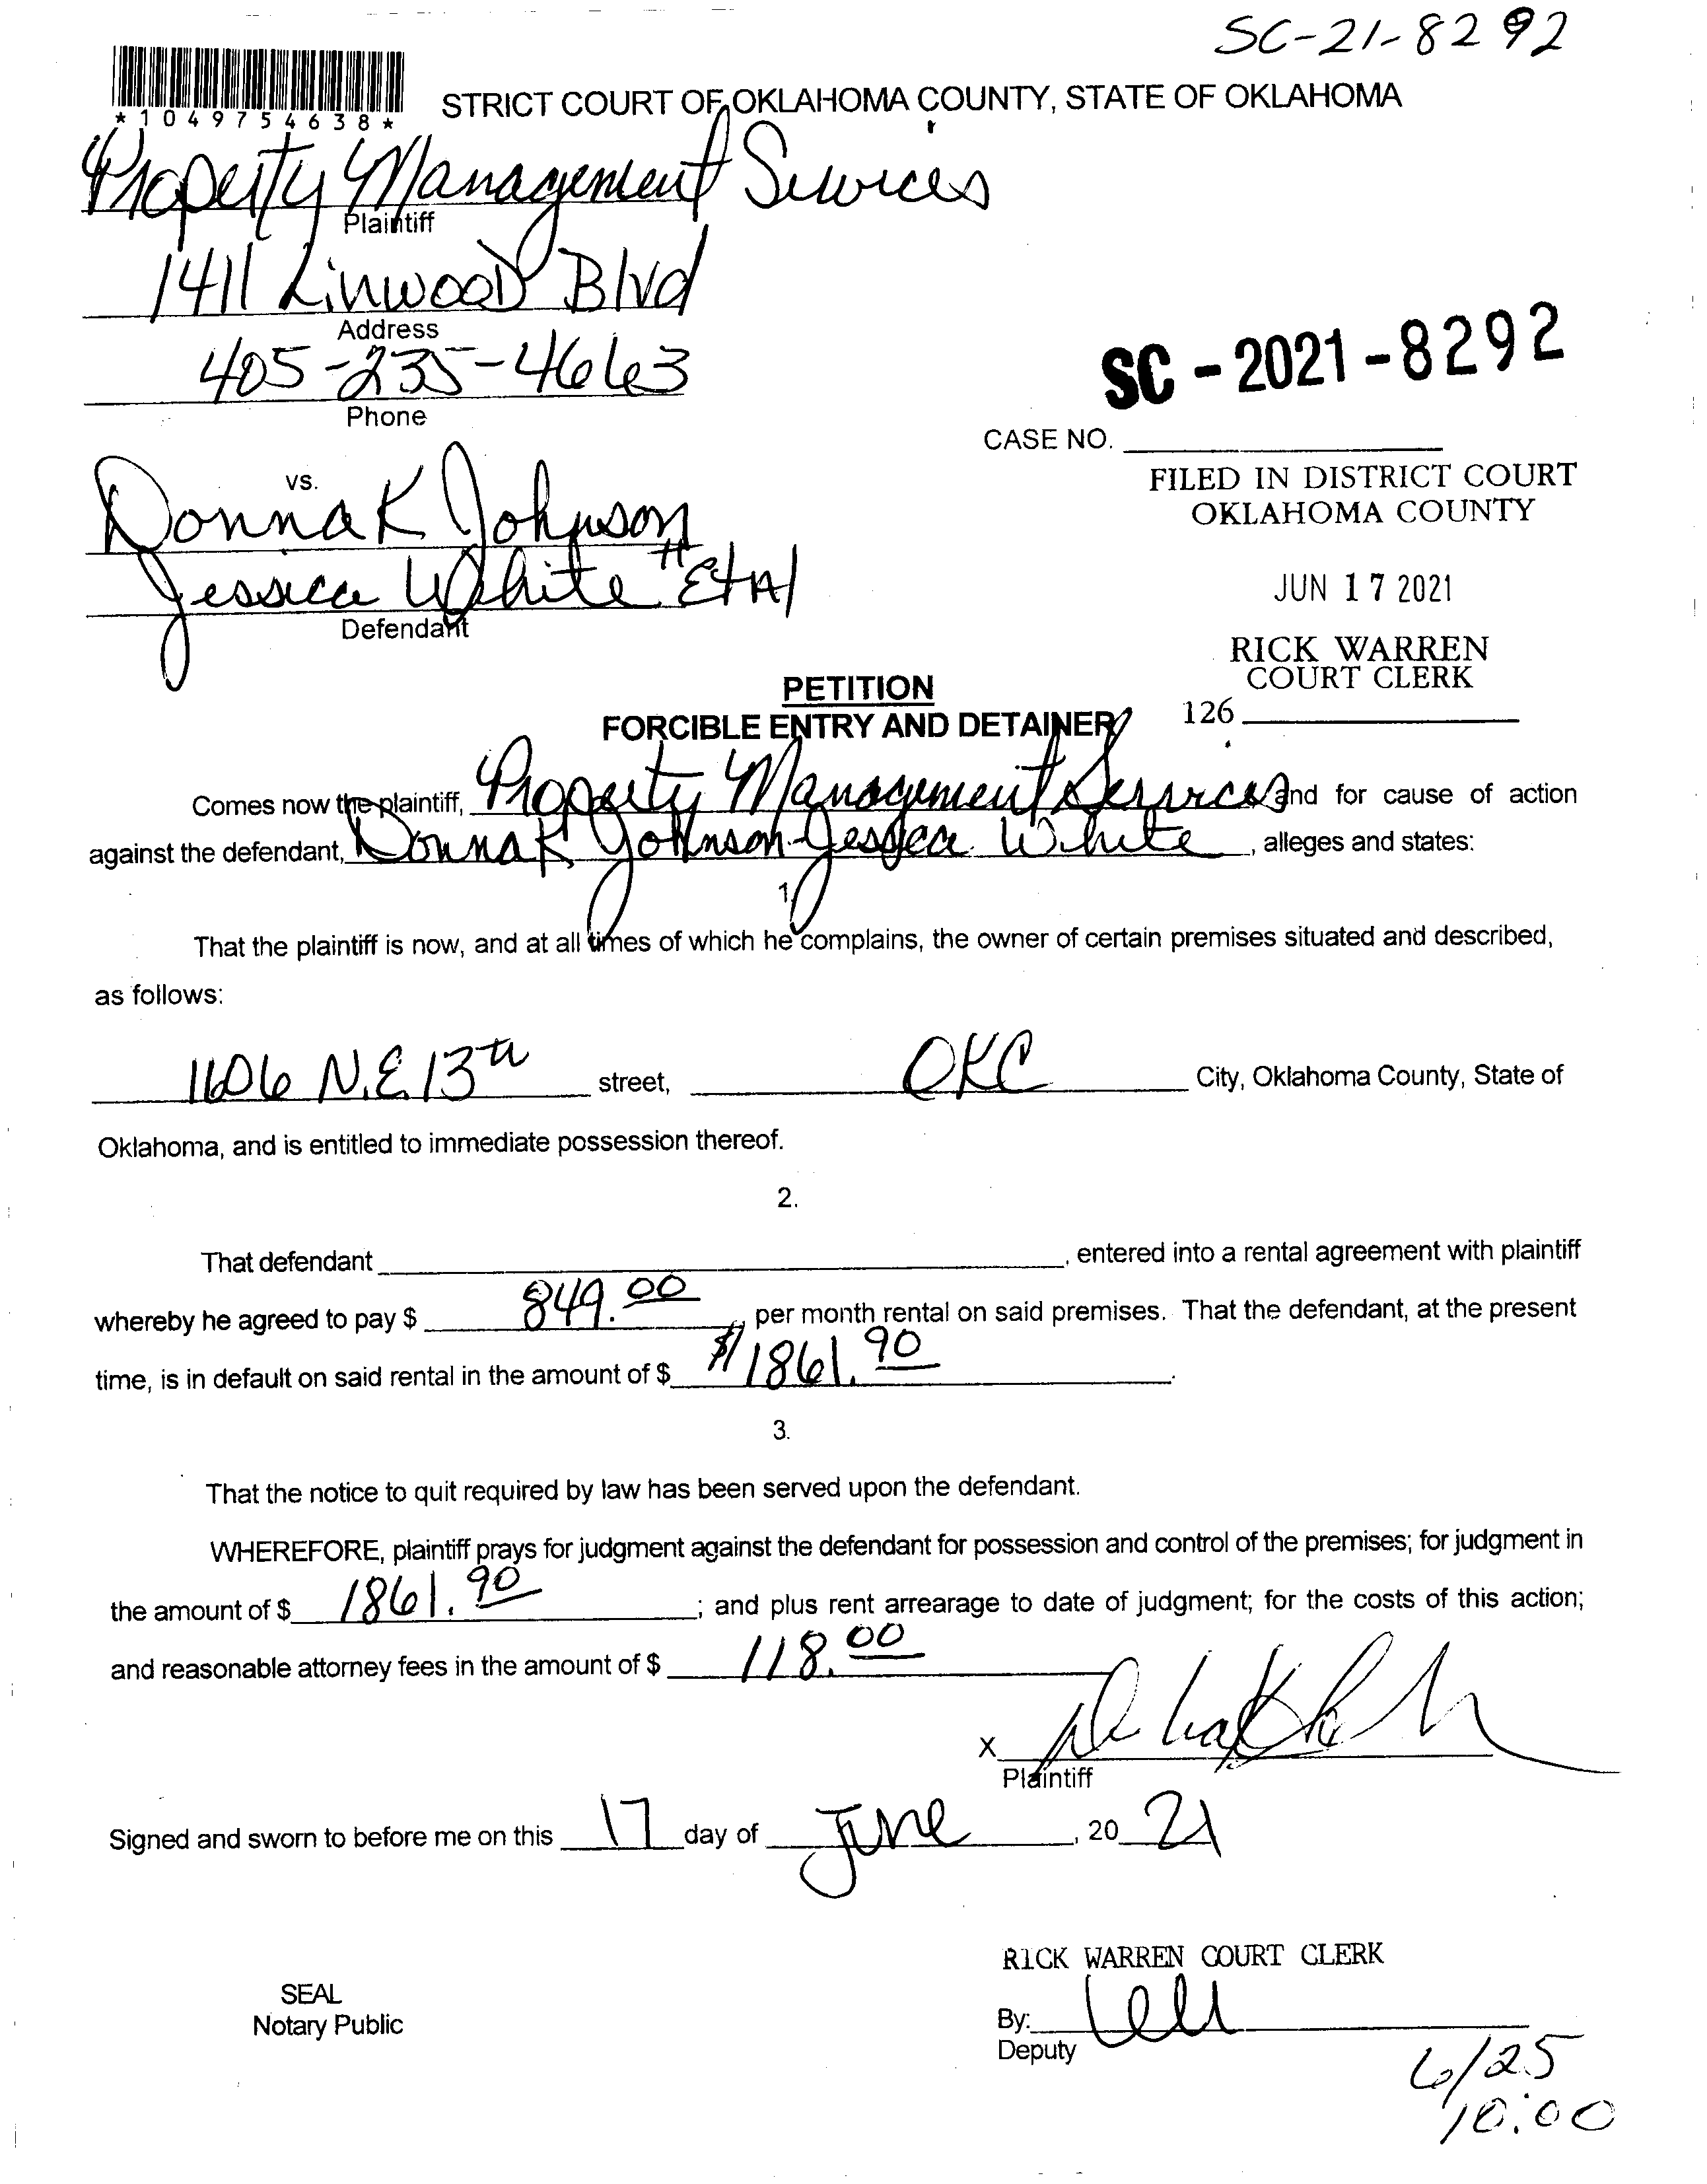 SC-21-8292
*1049754638*
STRICT COURT OF OKLAHOMA COUNTY, STATE OF OKLAHOMA
Property Management Services
Plaintiff
1411 Linwood Blvd
Address
405-235-4663
Phone
SC-2021-8292
CASE NO.
vs.
FILED IN DISTRICT COURT
OKLAHOMA COUNTY
Donna K Johnson
Jessica White "Et Al
Defendant
JUN 17 2021
RICK WARREN
COURT CLERK
126
PETITION
FORCIBLE ENTRY AND DETAINER
Comes now the plaintiff, Property Management Services and for cause of action
against the defendant, Donna K Johnson-Jessica White, alleges and states:
1.
That the plaintiff is now, and at all times of which he complains, the owner of certain premises situated and described,
as follows:
1606 N.E. 13th street, OKC City, Oklahoma County, State of
Oklahoma, and is entitled to immediate possession thereof.
2.
That defendant , entered into a rental agreement with plaintiff
whereby he agreed to pay $ 849.00, per month rental on said premises. That the defendant, at the present
time, is in default on said rental in the amount of $ $1861.90.
3.
That the notice to quit required by law has been served upon the defendant.
WHEREFORE, plaintiff prays for judgment against the defendant for possession and control of the premises; for judgment in
the amount of $ 1861.90; and plus rent arrearage to date of judgment; for the costs of this action;
and reasonable attorney fees in the amount of $ 118.00
X
Plaintiff
Signed and sworn to before me on this 17 day of June, 20 21
RICK WARREN COURT CLERK
SEAL
Notary Public
By:
Deputy
6/25
10:00